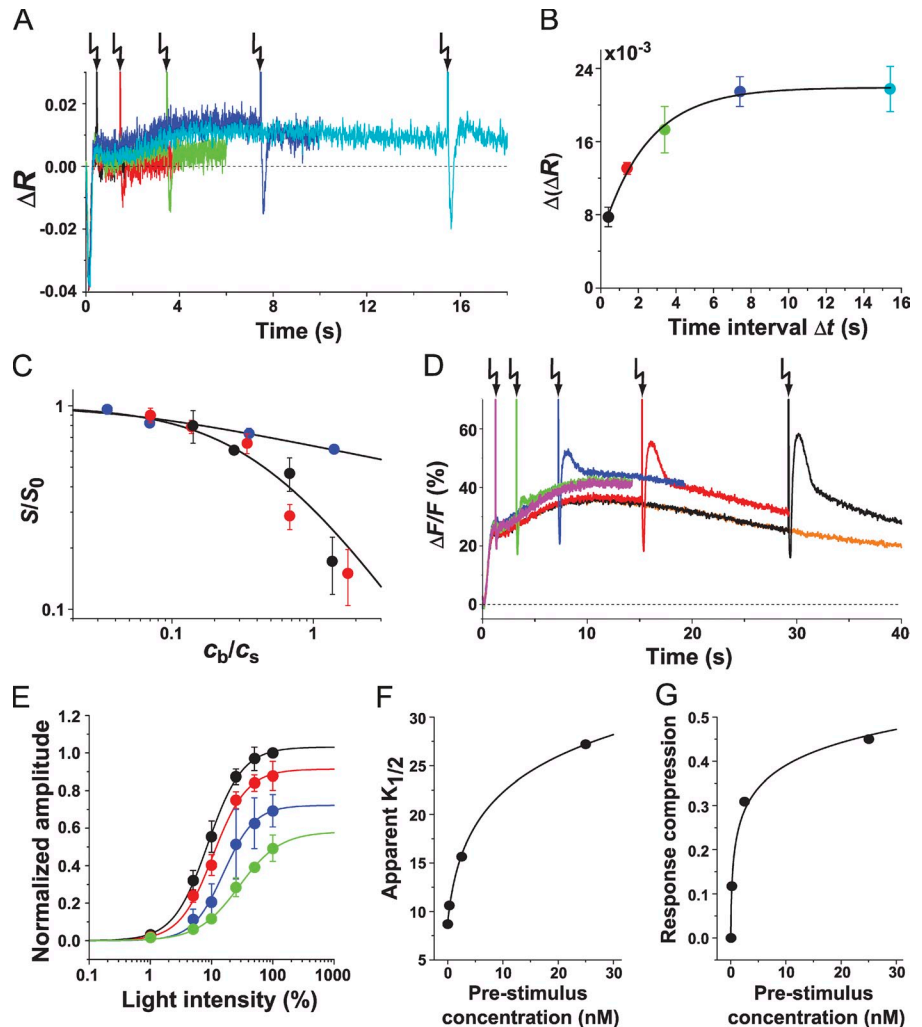 A
0.02
0.00
-0.02
-0.04
ΔR
0 4 8 12 16
Time (s)
B
x10-3
24
16
8
0
Δ(ΔR)
0 2 4 6 8 10 12 14 16
Time interval Δt (s)
C
1
0.1
S/S0
0.1 1
cb/cs
D
60
40
20
0
ΔF/F (%)
0 10 20 30 40
Time (s)
E
1.2
1.0
0.8
0.6
0.4
0.2
0.0
Normalized amplitude
0.1 1 10 100 1000
Light intensity (%)
F
30
25
20
15
10
5
Apparent K1/2
0 10 20 30
Pre-stimulus
concentration (nM)
G
0.5
0.4
0.3
0.2
0.1
0.0
Response compression
0 10 20 30
Pre-stimulus
concentration (nM)